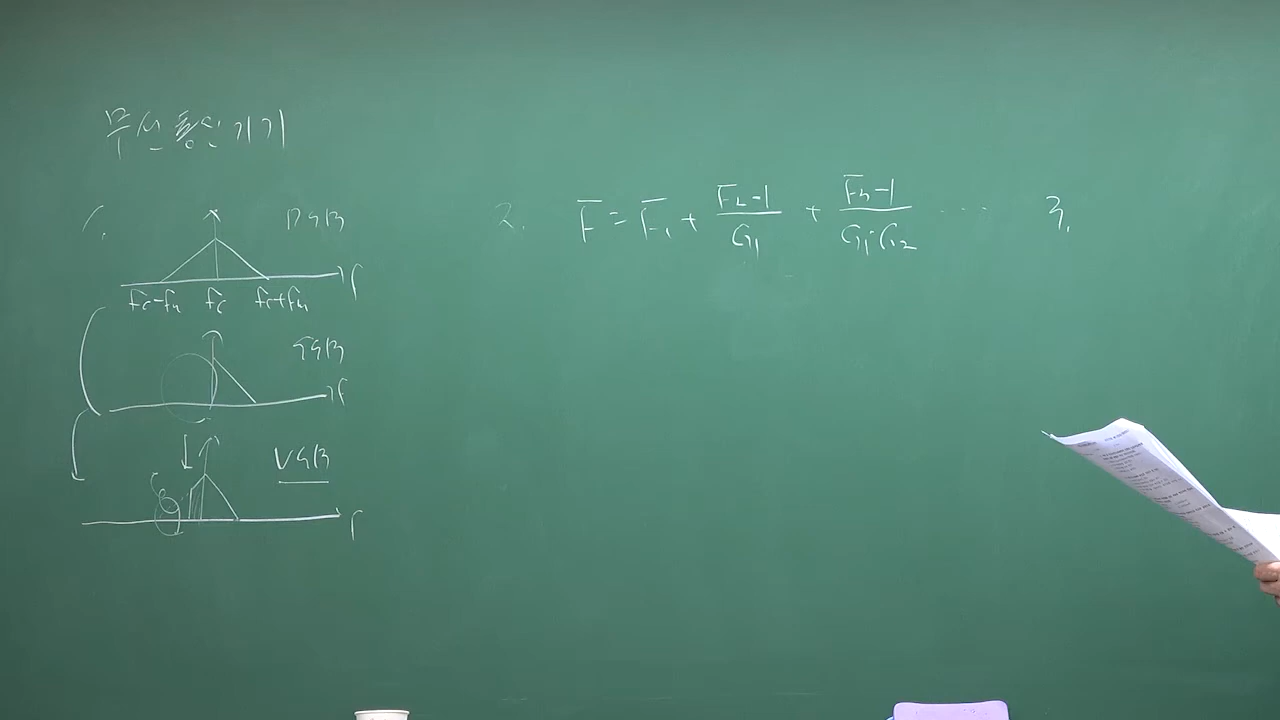 무선통신기기
1.
DSB
fc-fm fc fc+fm
f
SSB
f
VSB
f
2. F = F1 + (F2-1)/G1 + (F3-1)/(G1·G2) ...
3.